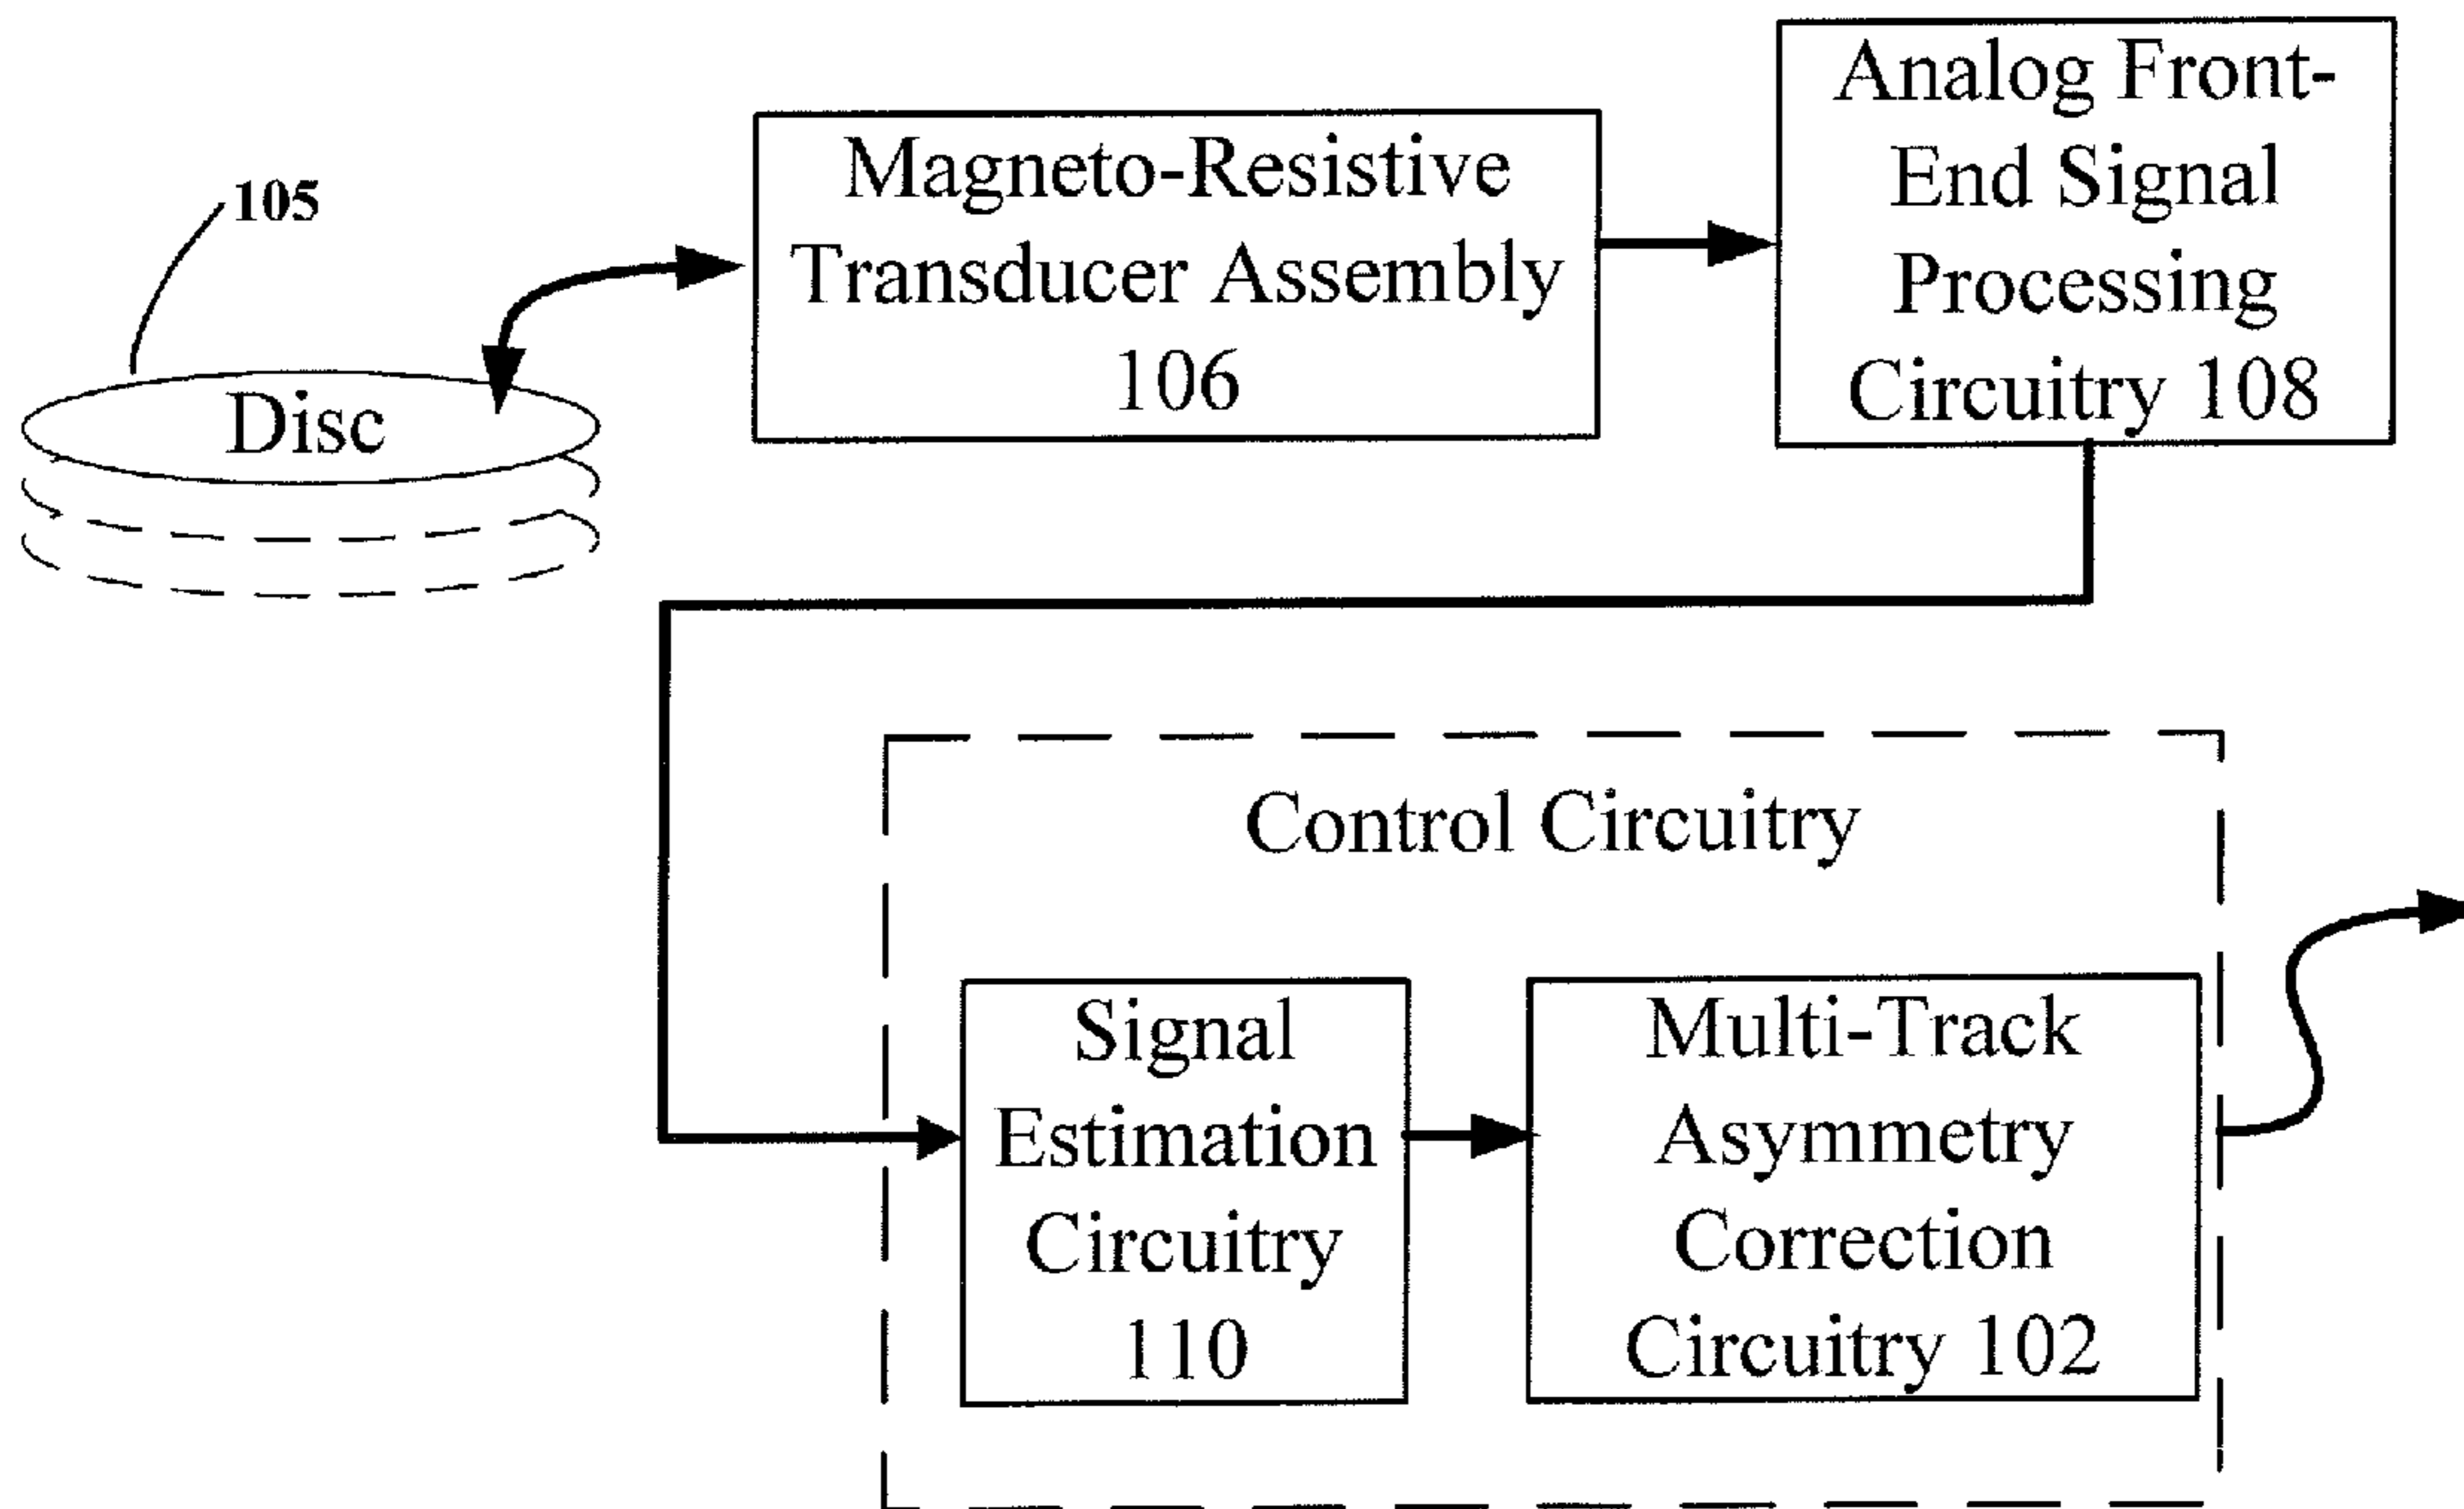 105
Disc
Magneto-Resistive
Transducer Assembly
106
Analog Front-
End Signal
Processing
Circuitry 108
Control Circuitry
Signal
Estimation
Circuitry
110
Multi-Track
Asymmetry
Correction
Circuitry 102